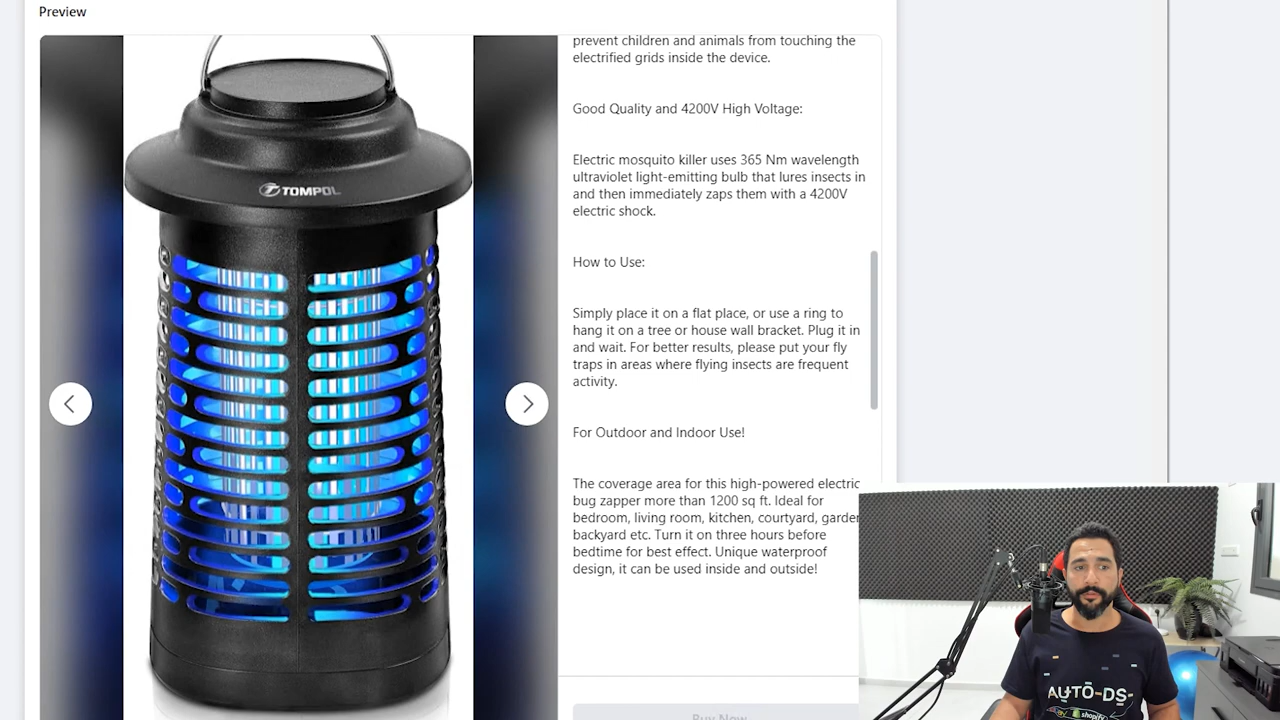 Preview
prevent children and animals from touching the
electrified grids inside the device.
Good Quality and 4200V High Voltage:
Electric mosquito killer uses 365 Nm wavelength
ultraviolet light-emitting bulb that lures insects in
and then immediately zaps them with a 4200V
electric shock.
How to Use:
Simply place it on a flat place, or use a ring to
hang it on a tree or house wall bracket. Plug it in
and wait. For better results, please put your fly
traps in areas where flying insects are frequent
activity.
For Outdoor and Indoor Use!
The coverage area for this high-powered electric
bug zapper more than 1200 sq ft. Ideal for
bedroom, living room, kitchen, courtyard, garden
backyard etc. Turn it on three hours before
bedtime for best effect. Unique waterproof
design, it can be used inside and outside!
Buy Now
TOMPOL
AUTO-DS
shopify